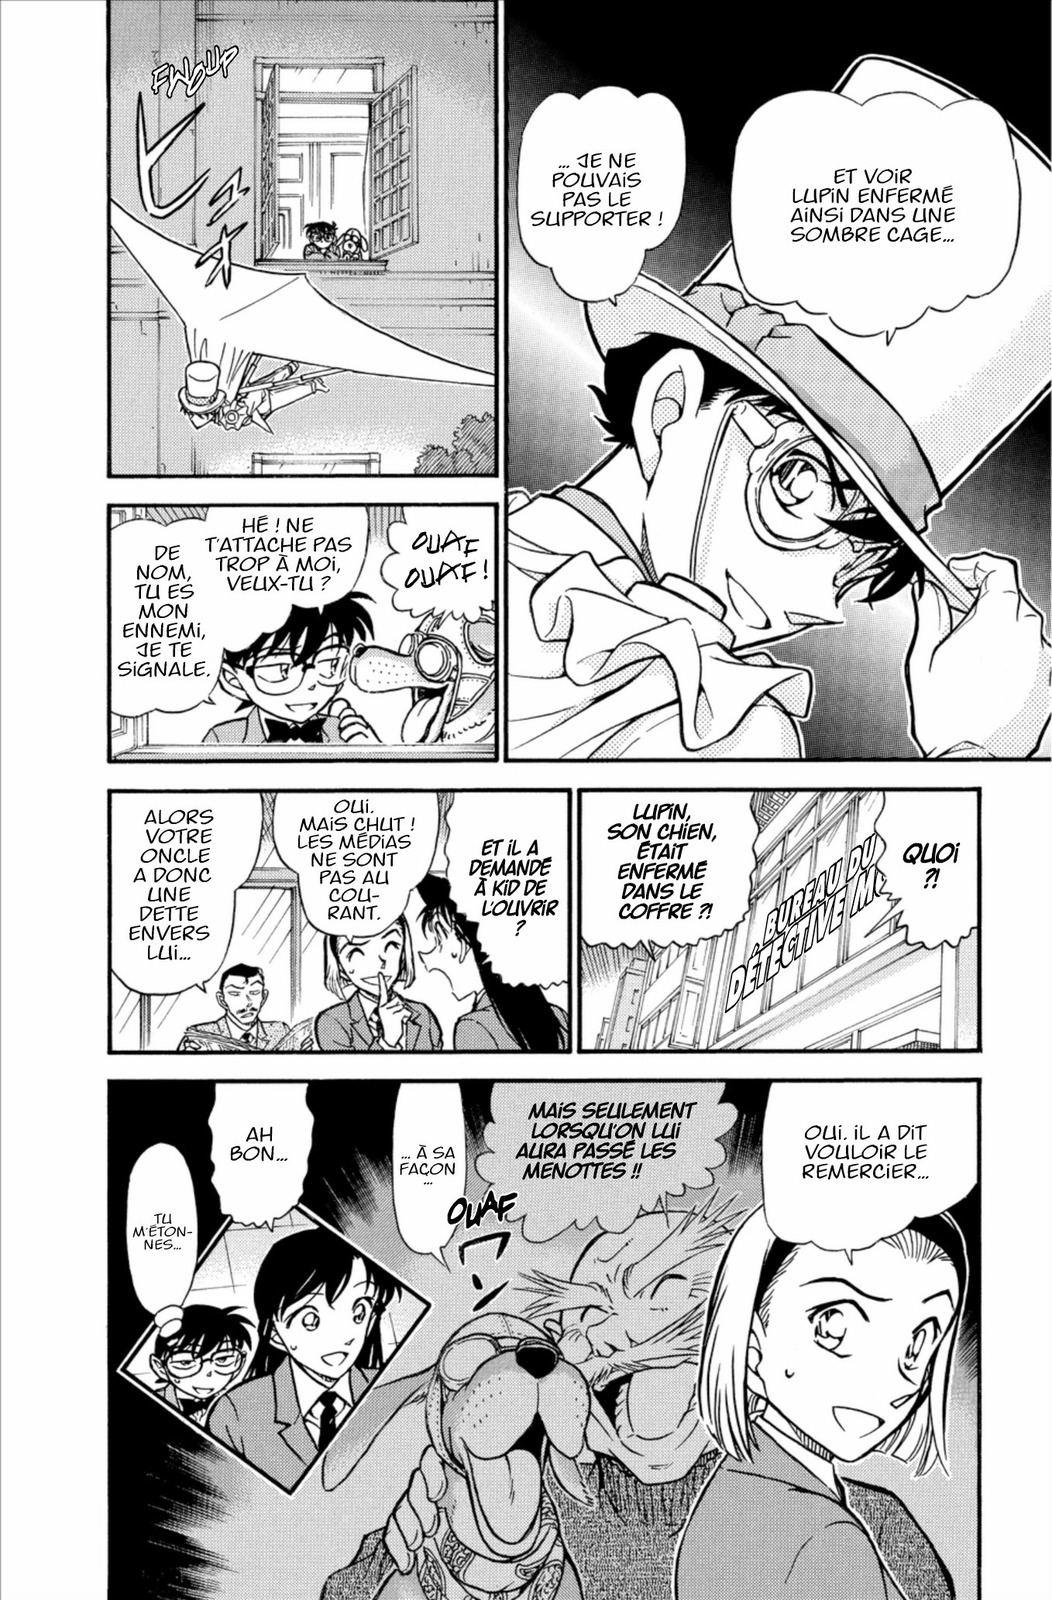 ET VOIR
LUPIN ENFERMÉ
AINSI DANS UNE
SOMBRE CAGE...
... JE NE
POUVAIS
PAS LE
SUPPORTER !
FWOUP
HÉ ! NE
T'ATTACHE PAS
TROP À MOI,
VEUX-TU ?
OUAF
OUAF !
DE
NOM,
TU ES
MON
ENNEMI,
JE TE
SIGNALE.
QUOI
?!
LUPIN,
SON CHIEN,
ÉTAIT
ENFERMÉ
DANS LE
COFFRE ?!
BUREAU DU
DÉTECTIVE MO
ET IL A
DEMANDÉ
À KID DE
L'OUVRIR
?
OUI,
MAIS CHUT !
LES MÉDIAS
NE SONT
PAS AU
COU-
RANT.
ALORS
VOTRE
ONCLE
A DONC
UNE
DETTE
ENVERS
LUI...
OUI, IL A DIT
VOULOIR LE
REMERCIER...
MAIS SEULEMENT
LORSQU'ON LUI
AURA PASSÉ LES
MENOTTES !!
OUAF
... À SA
FAÇON
...
AH
BON...
TU
M'ÉTON-
NES...